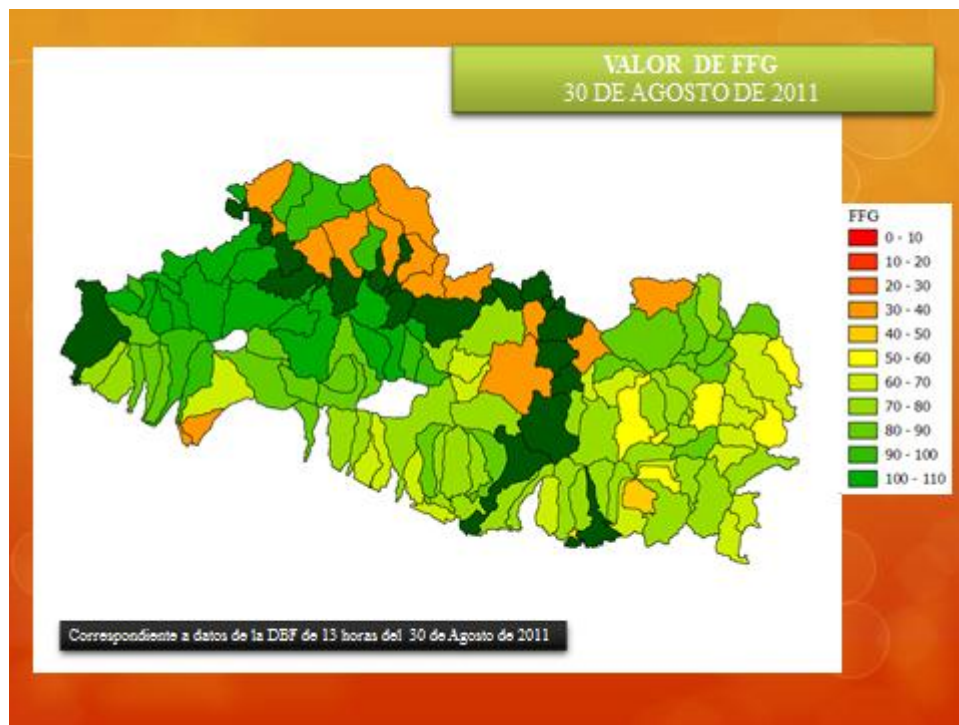 VALOR DE FFG
30 DE AGOSTO DE 2011
FFG
0 - 10
10 - 20
20 - 30
30 - 40
40 - 50
50 - 60
60 - 70
70 - 80
80 - 90
90 - 100
100 - 110
Correspondiente a datos de la DBF de 13 horas del 30 de Agosto de 2011